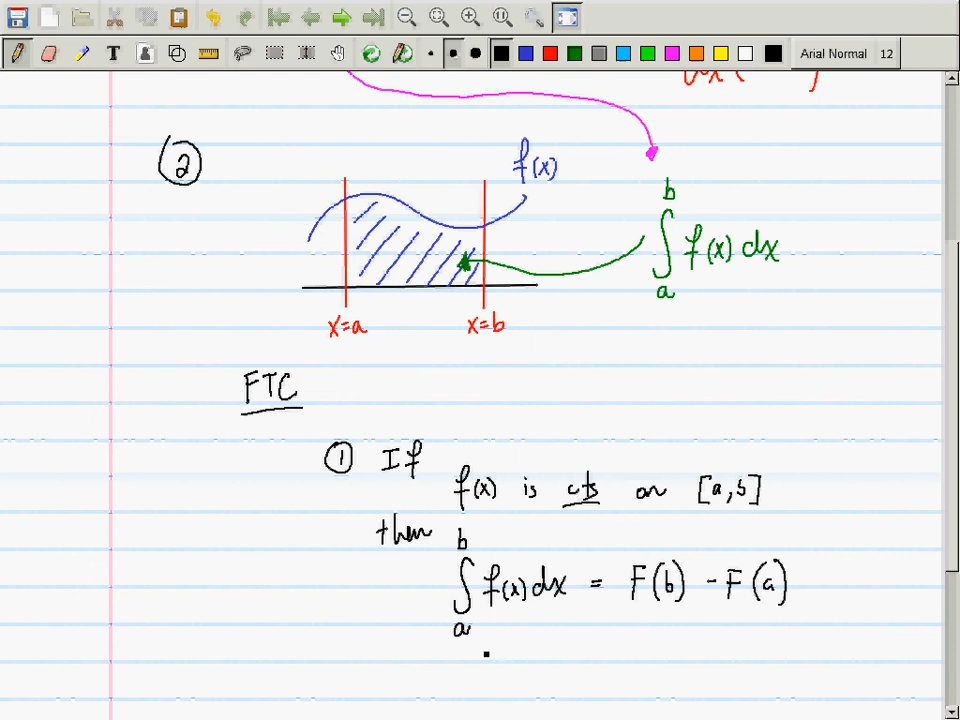 Arial Normal 12
②
f(x)
b
∫ f(x) dx
a
x=a
x=b
FTC
① If
f(x) is cts on [a,b]
then
b
∫ f(x) dx = F(b) - F(a)
a